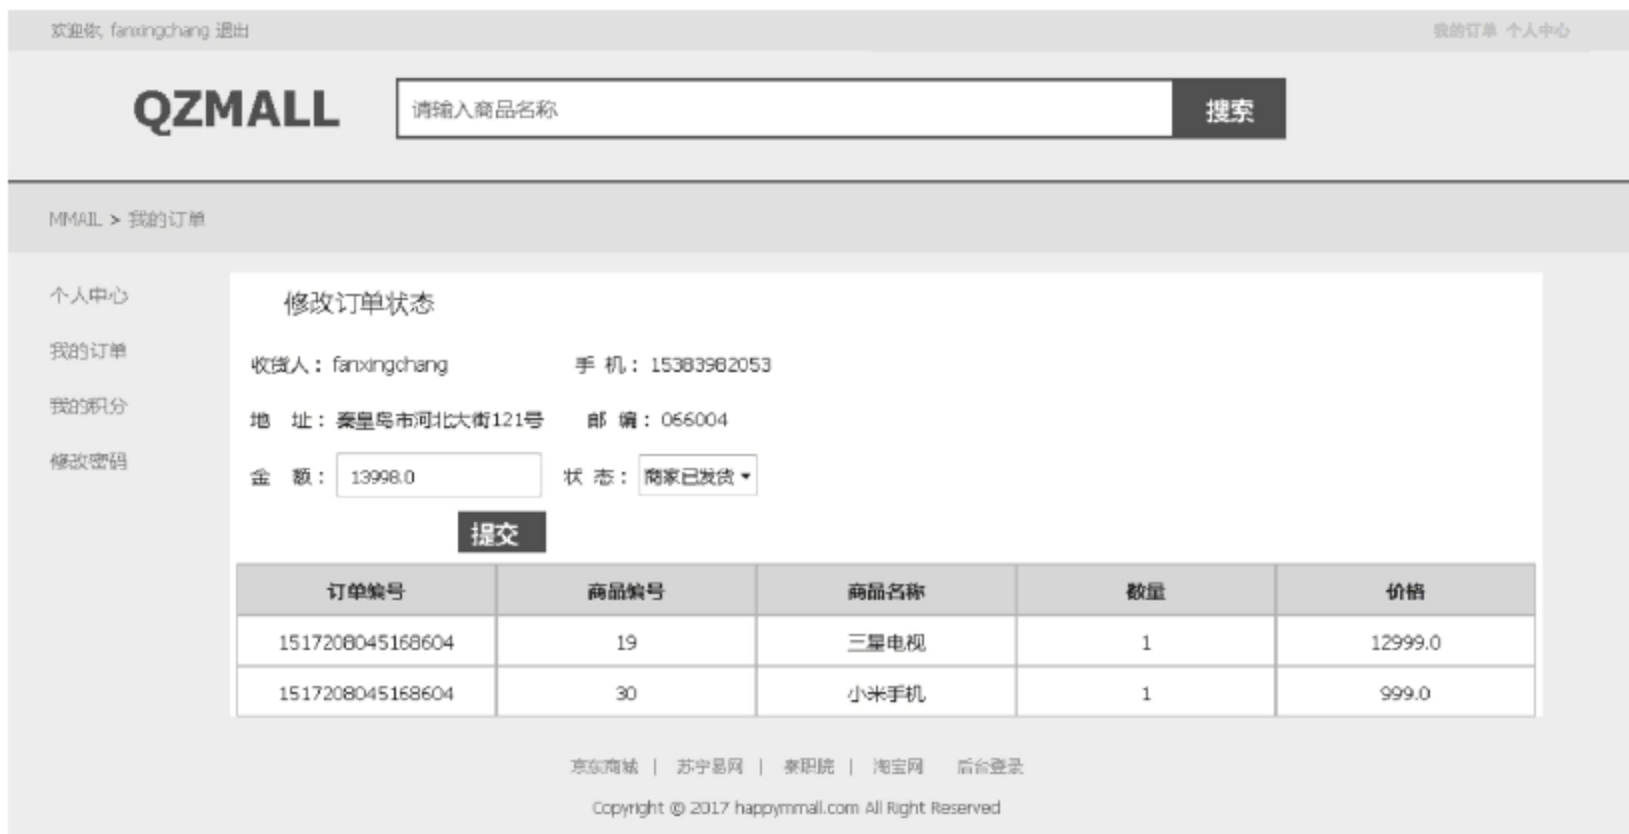 欢迎你, fanxingchang 退出 我的订单 个人中心
QZMALL 请输入商品名称 搜索
MMAIL > 我的订单
个人中心
我的订单
我的积分
修改密码
修改订单状态
收货人： fanxingchang 手 机： 15383982053
地 址： 秦皇岛市河北大街121号 邮 编： 066004
金 额： 13998.0 状 态： 商家已发货
提交
订单编号 商品编号 商品名称 数量 价格
1517208045168604 19 三星电视 1 12999.0
1517208045168604 30 小米手机 1 999.0
京东商城 | 苏宁易网 | 秦职院 | 淘宝网 后台登录
Copyright © 2017 happymmall.com All Right Reserved